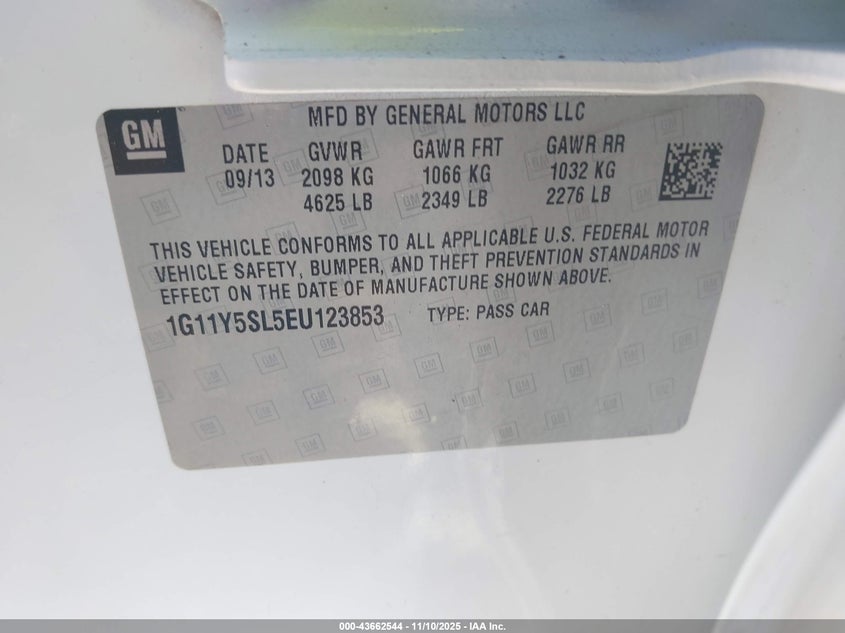 GM
MFD BY GENERAL MOTORS LLC
DATE GVWR GAWR FRT GAWR RR
09/13 2098 KG 1066 KG 1032 KG
4625 LB 2349 LB 2276 LB
THIS VEHICLE CONFORMS TO ALL APPLICABLE U.S. FEDERAL MOTOR
VEHICLE SAFETY, BUMPER, AND THEFT PREVENTION STANDARDS IN
EFFECT ON THE DATE OF MANUFACTURE SHOWN ABOVE.
1G11Y5SL5EU123853 TYPE: PASS CAR
000-43662544 - 11/10/2025 - IAA Inc.